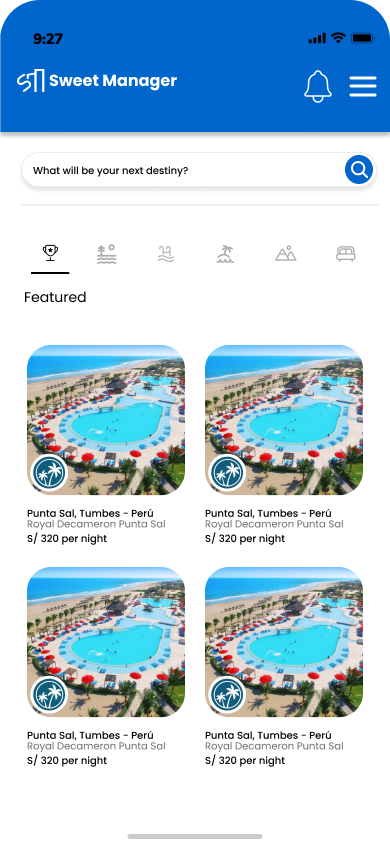 9:27
Sweet Manager
What will be your next destiny?
Featured
Punta Sal, Tumbes - Perú
Royal Decameron Punta Sal
S/ 320 per night
Punta Sal, Tumbes - Perú
Royal Decameron Punta Sal
S/ 320 per night
Punta Sal, Tumbes - Perú
Royal Decameron Punta Sal
S/ 320 per night
Punta Sal, Tumbes - Perú
Royal Decameron Punta Sal
S/ 320 per night